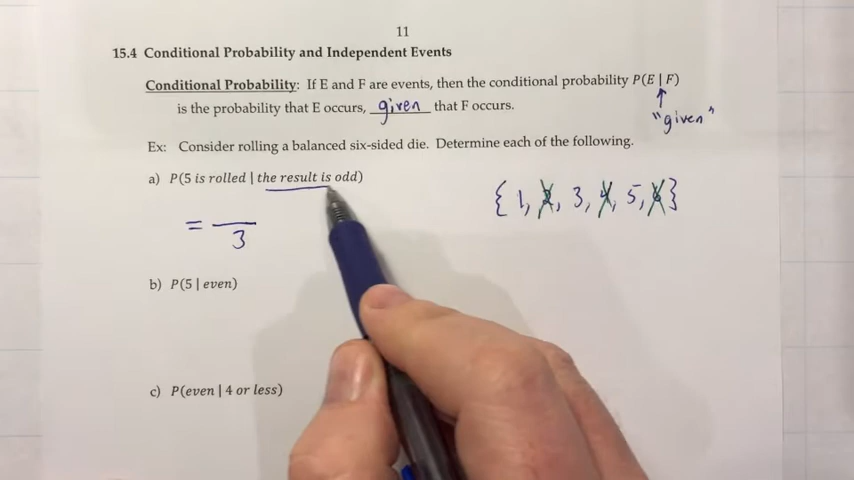 11
15.4 Conditional Probability and Independent Events
Conditional Probability: If E and F are events, then the conditional probability P(E | F)
is the probability that E occurs, given that F occurs.
"given"
Ex: Consider rolling a balanced six-sided die. Determine each of the following.
a) P(5 is rolled | the result is odd)
{ 1, 2, 3, 4, 5, 6 }
= __
3
b) P(5 | even)
c) P(even | 4 or less)